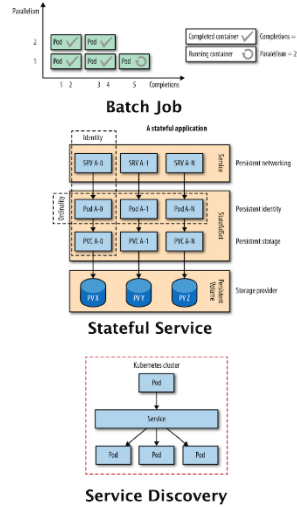 Parallelism
2
Pod
Pod
1
Pod
Pod
Pod
1 2 3 4 5 Completions
Completed container
Completions =
Running container
Parallelism = 2
Batch Job
A stateful application
Identity
SRV A-0
SRV A-1
SRV A-N
Service
Persistent networking
Ordinality
Pod A-0
Pod A-1
Pod A-N
StatefulSet
Persistent identity
PVC A-0
PVC A-1
PVC A-N
Persistent storage
PV X
PV Y
PV Z
Persistent
Volume
Storage provider
Stateful Service
Kubernetes cluster
Pod
Service
Pod
Pod
Pod
Service Discovery